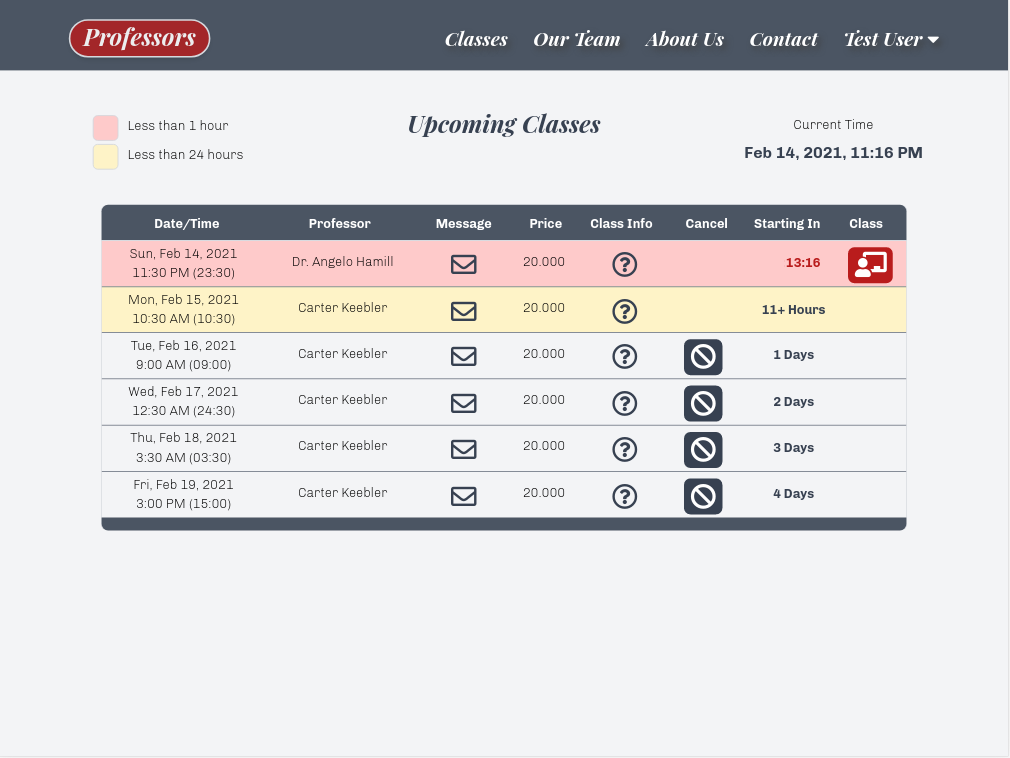 Professors
Classes Our Team About Us Contact Test User
Less than 1 hour
Less than 24 hours
Upcoming Classes
Current Time
Feb 14, 2021, 11:16 PM
Date/Time Professor Message Price Class Info Cancel Starting In Class
Sun, Feb 14, 2021
11:30 PM (23:30)
Dr. Angelo Hamill 20.000 13:16
Mon, Feb 15, 2021
10:30 AM (10:30)
Carter Keebler 20.000 11+ Hours
Tue, Feb 16, 2021
9:00 AM (09:00)
Carter Keebler 20.000 1 Days
Wed, Feb 17, 2021
12:30 AM (24:30)
Carter Keebler 20.000 2 Days
Thu, Feb 18, 2021
3:30 AM (03:30)
Carter Keebler 20.000 3 Days
Fri, Feb 19, 2021
3:00 PM (15:00)
Carter Keebler 20.000 4 Days